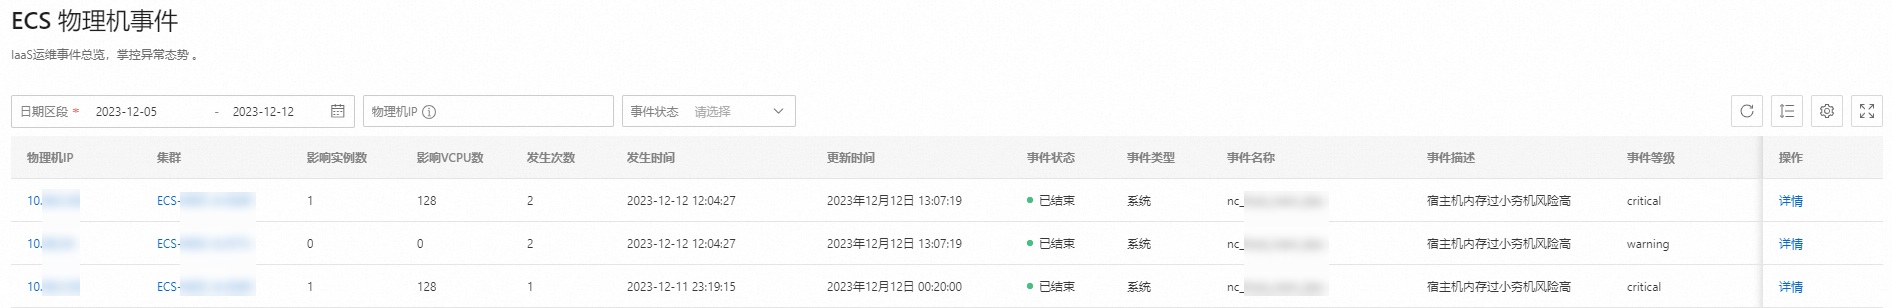 ECS 物理机事件
IaaS运维事件总览，掌控异常态势 。
日期区段 * 2023-12-05 - 2023-12-12 物理机IP 事件状态 请选择
物理机IP 集群 影响实例数 影响VCPU数 发生次数 发生时间 更新时间 事件状态 事件类型 事件名称 事件描述 事件等级 操作
10. ECS- 1 128 2 2023-12-12 12:04:27 2023年12月12日 13:07:19 已结束 系统 nc_ 宿主机内存过小夯机风险高 critical 详情
10. ECS- 0 0 2 2023-12-12 12:04:27 2023年12月12日 13:07:19 已结束 系统 nc_ 宿主机内存过小夯机风险高 warning 详情
10. ECS- 1 128 1 2023-12-11 23:19:15 2023年12月12日 00:20:00 已结束 系统 nc_ 宿主机内存过小夯机风险高 critical 详情